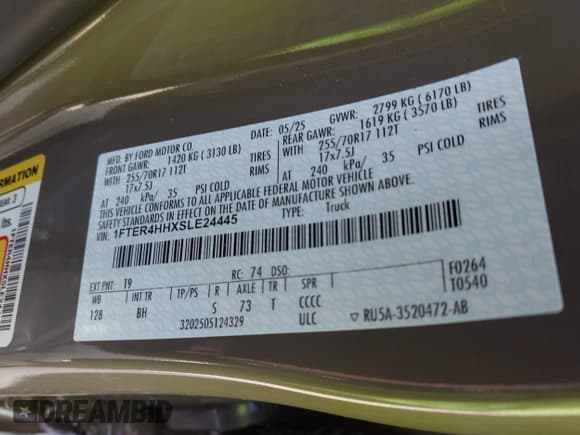 MFD. BY FORD MOTOR CO.
DATE: 05/25 GVWR: 2799 KG ( 6170 LB)
FRONT GAWR: 1420 KG ( 3130 LB)
REAR GAWR: 1619 KG ( 3570 LB)
WITH 255/70R17 112T TIRES
WITH 255/70R17 112T TIRES
17x7.5J RIMS
17x7.5J RIMS
AT 240 kPa/ 35 PSI COLD
AT 240 kPa/ 35 PSI COLD
THIS VEHICLE CONFORMS TO ALL APPLICABLE FEDERAL MOTOR VEHICLE
SAFETY STANDARDS IN EFFECT ON THE DATE OF MANUFACTURE SHOWN ABOVE.
VIN: 1FTER4HHXSLE24445
TYPE: Truck
EXT PNT: T9 RC: 74 DSO:
WB INT TR TP/PS R AXLE TR SPR
128 BH S 73 T CCCC
3202505124329 ULC
F0264
T0540
▽ RU5A-3520472-AB
RMATION
EAR: 3
lbs.
DREAMBID